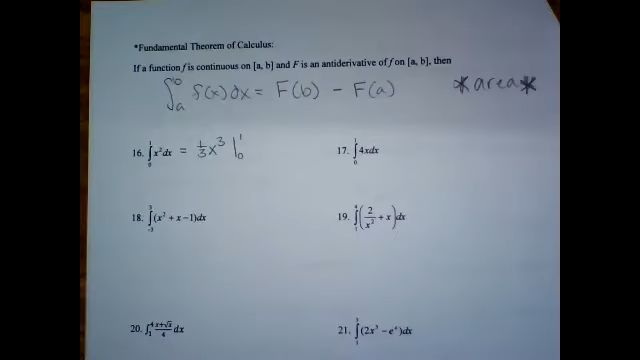 *Fundamental Theorem of Calculus:
If a function f is continuous on [a, b] and F is an antiderivative of f on [a, b], then
∫ₐᵇ f(x) dx = F(b) − F(a) *area*
16. ∫₀¹ x² dx = 1/3 x³ |₀¹ 17. ∫₀¹ 4x dx
18. ∫₋₃³ (x² + x − 1) dx 19. ∫₁⁴ (2/x² + x) dx
20. ∫₁⁴ (x+√x)/4 dx 21. ∫ (2x³ − eˣ) dx